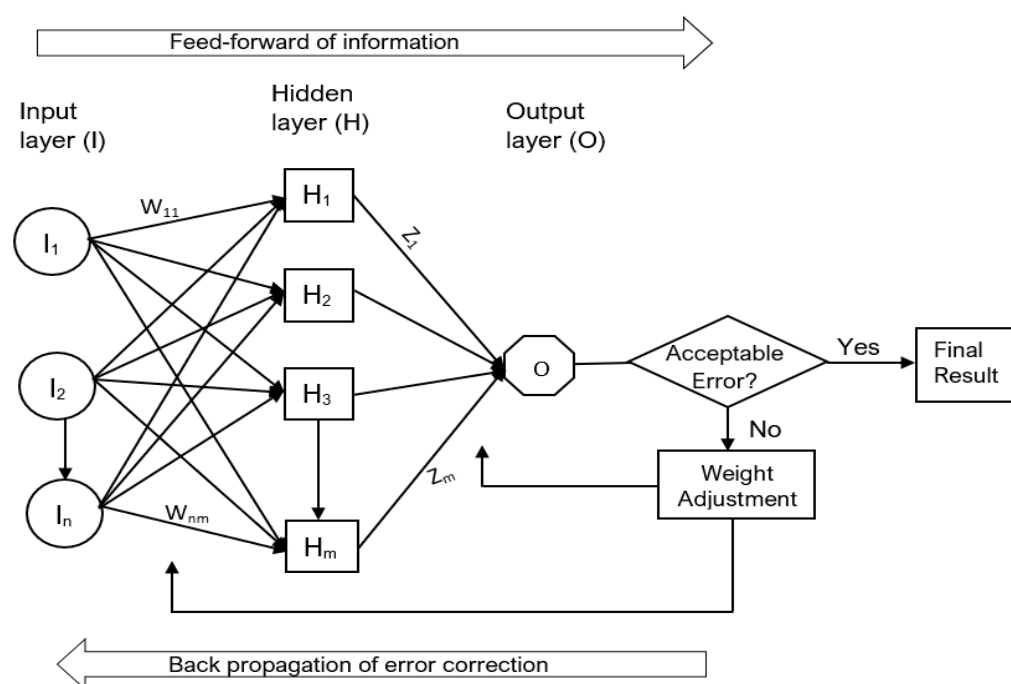 Feed-forward of information
Input
layer (I)
Hidden
layer (H)
Output
layer (O)
W₁₁
H₁
I₁
Z₁
H₂
I₂
H₃
O
Acceptable
Error?
Yes
Final
Result
No
Iₙ
Wₙₘ
Hₘ
Zₘ
Weight
Adjustment
Back propagation of error correction